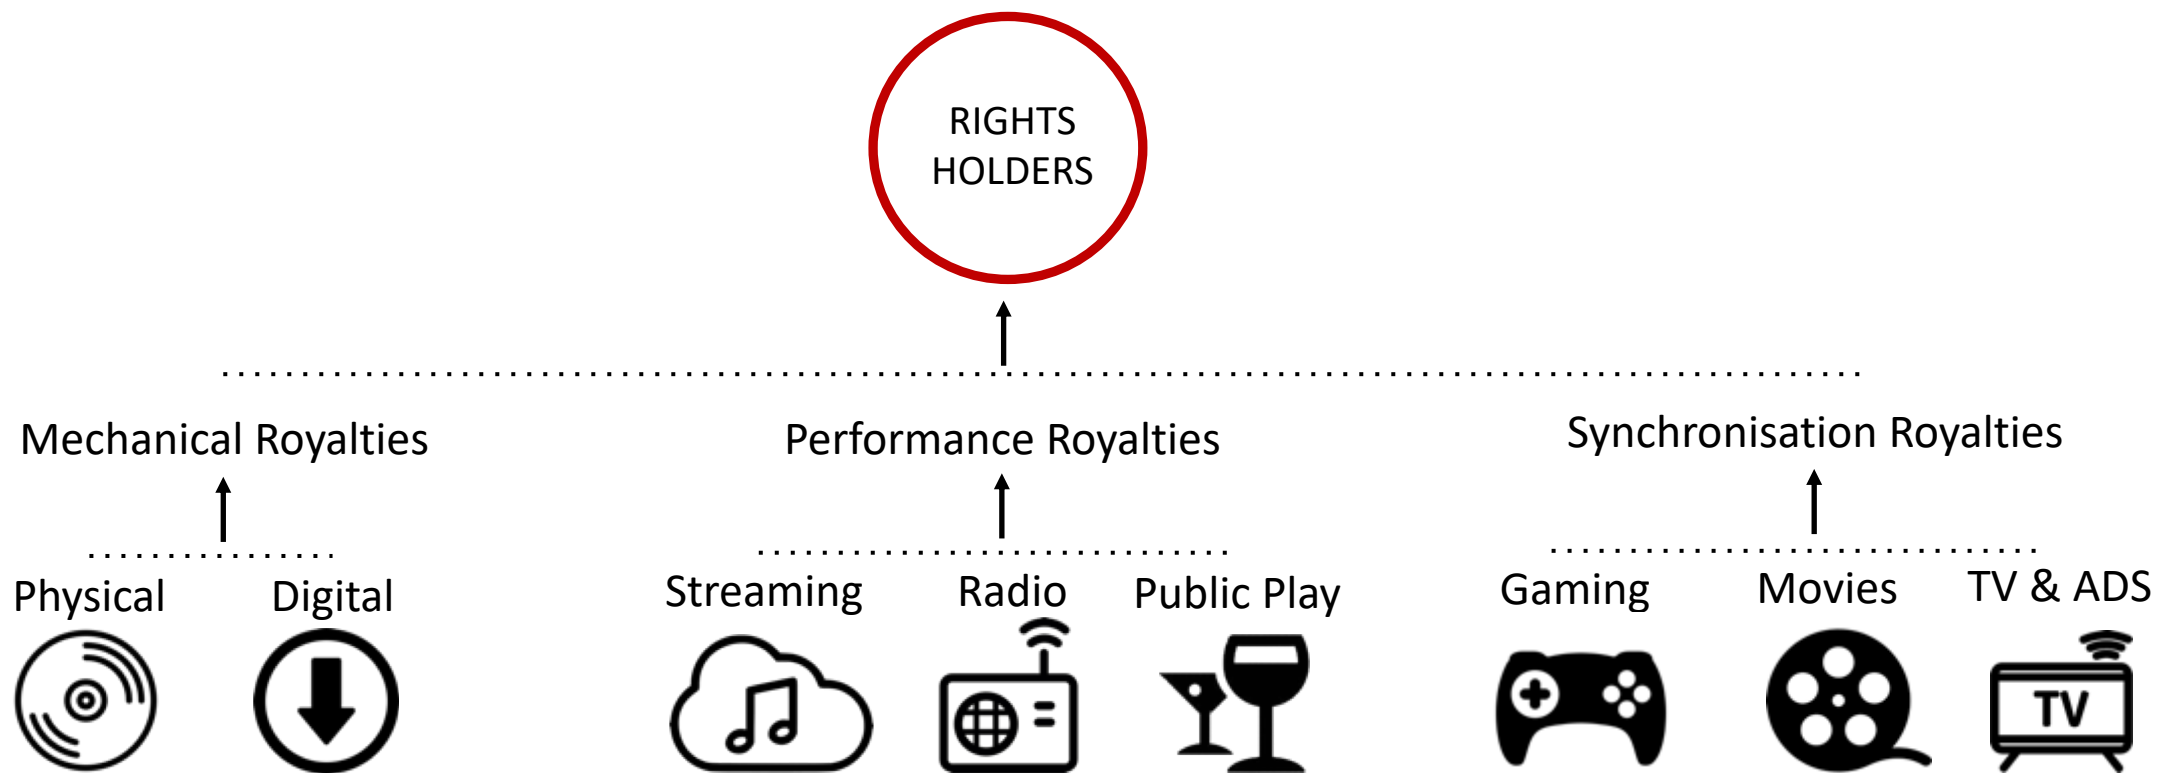 RIGHTS
HOLDERS
Mechanical Royalties
Performance Royalties
Synchronisation Royalties
Physical
Digital
Streaming
Radio
Public Play
Gaming
Movies
TV & ADS
TV